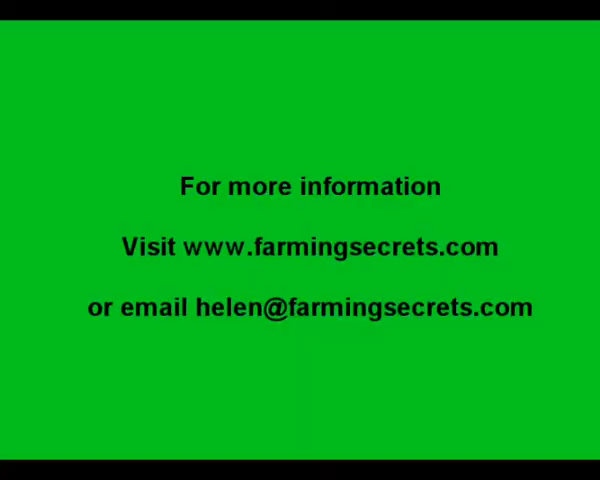 For more information
Visit www.farmingsecrets.com
or email helen@farmingsecrets.com